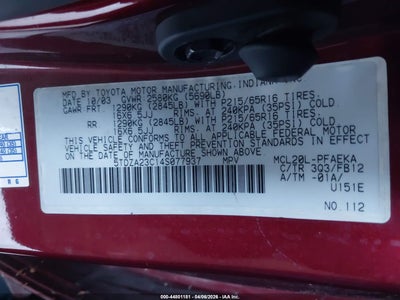 MFD. BY TOYOTA MOTOR MANUFACTURING, INDIANA, INC.
DATE 10/03 GVWR 2580KG (5690LB)
GAWR FRT 1290KG (2845LB) WITH P215/65R16 TIRES.
16X6.5JJ RIMS. AT 240KPA (35PSI) COLD
RR 1290KG (2845LB) WITH P215/65R16 TIRES.
16X6.5JJ RIMS. AT 240KPA (35PSI) COLD
THIS VEHICLE CONFORMS TO ALL APPLICABLE FEDERAL MOTOR
VEHICLE SAFETY, BUMPER, AND THEFT PREVENTION STANDARDS
IN EFFECT ON THE DATE OF MANUFACTURE SHOWN ABOVE.
5TDZA23C14S077937 MPV MCL20L-PFAEKA
C/TR 3Q3/FB12
A/TM -01A/
U151E
NO.112
000-44801181 - 04/06/2026 - IAA, Inc.